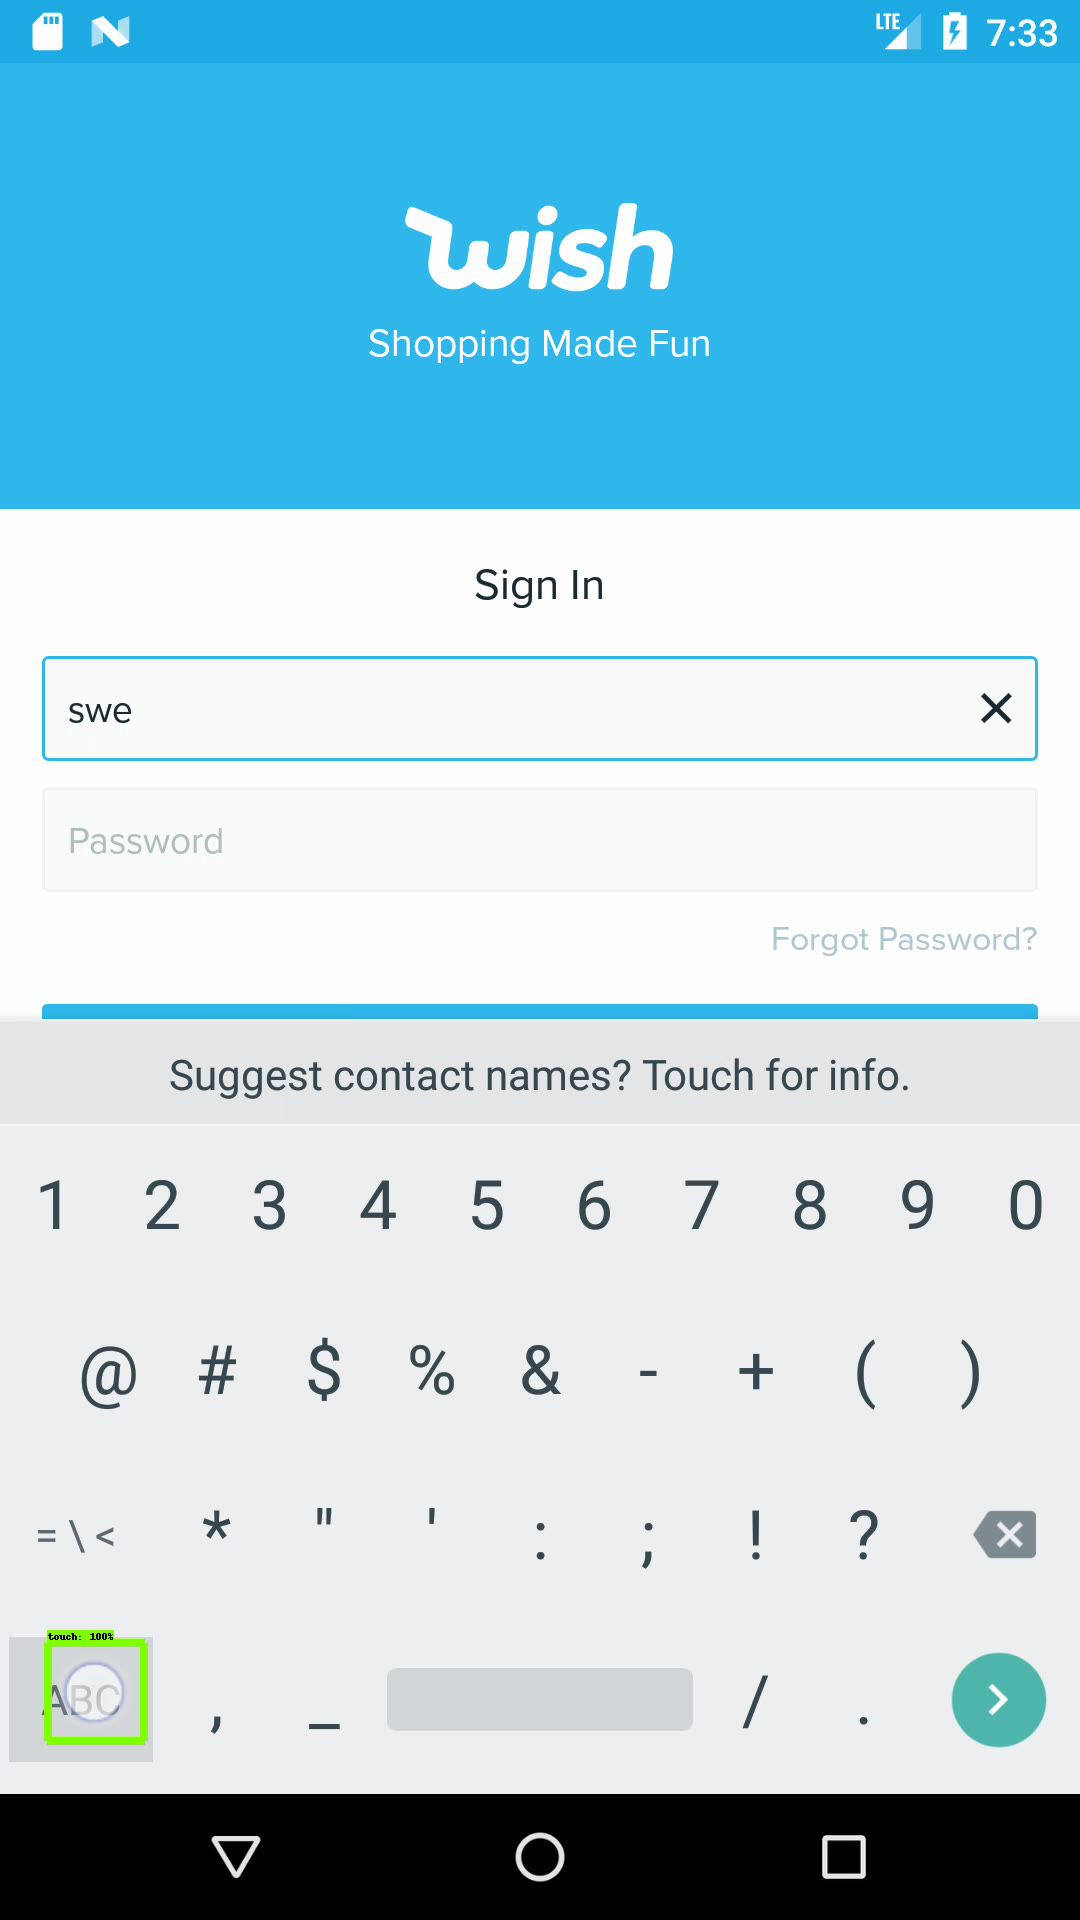 LTE 7:33
wish
Shopping Made Fun
Sign In
swe
Password
Forgot Password?
Suggest contact names? Touch for info.
1 2 3 4 5 6 7 8 9 0
@ # $ % & - + ( )
= \ < * " ' : ; ! ?
touch: 100%
ABC , _ / .